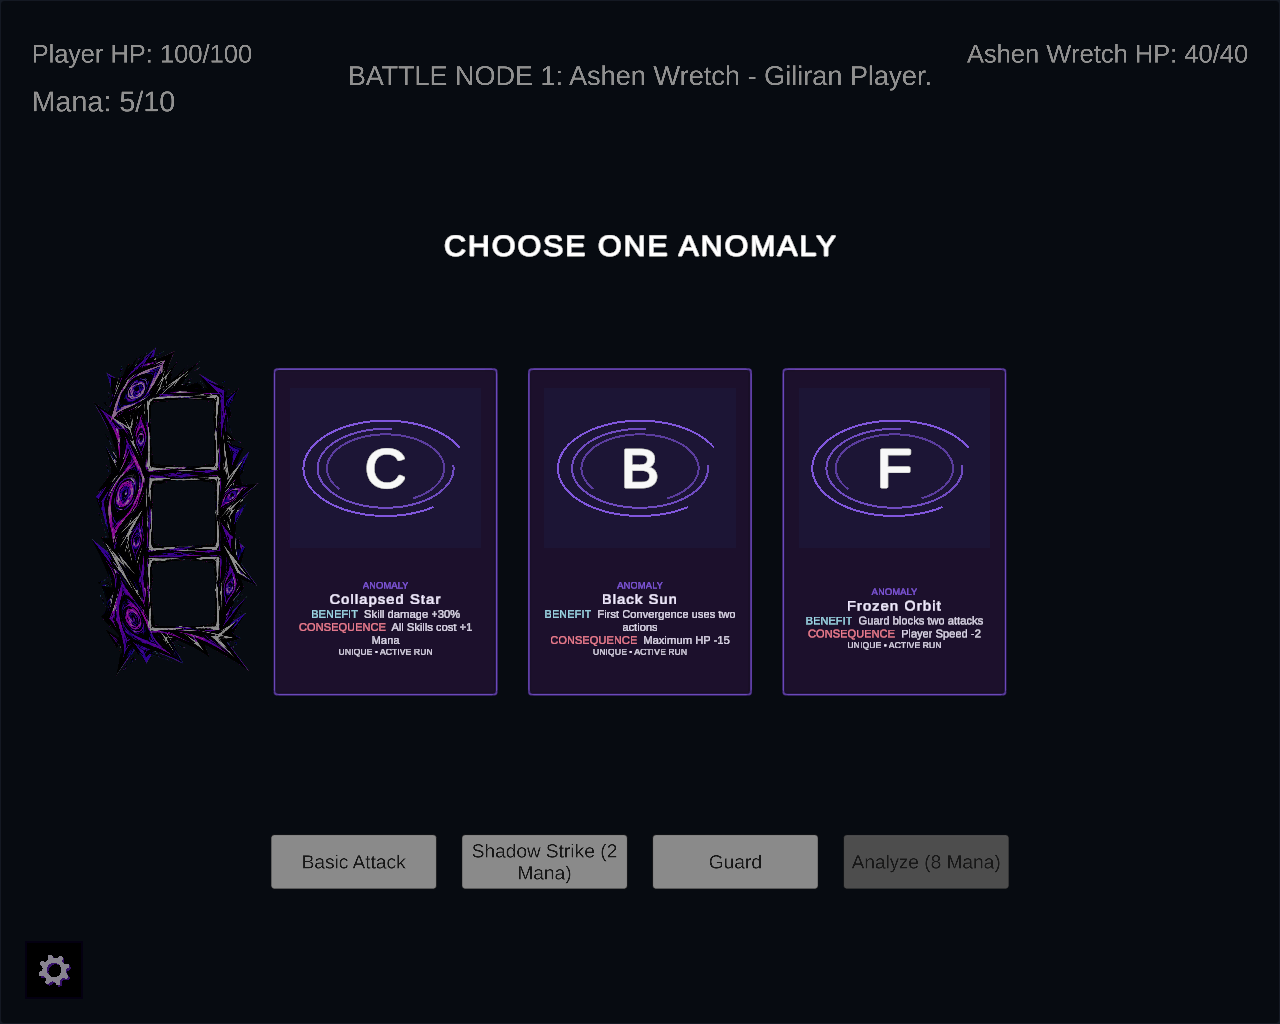 Player HP: 100/100
Ashen Wretch HP: 40/40
BATTLE NODE 1: Ashen Wretch - Giliran Player.
Mana: 5/10
CHOOSE ONE ANOMALY
C
ANOMALY
Collapsed Star
BENEFIT Skill damage +30%
CONSEQUENCE All Skills cost +1
Mana
UNIQUE • ACTIVE RUN
B
ANOMALY
Black Sun
BENEFIT First Convergence uses two
actions
CONSEQUENCE Maximum HP -15
UNIQUE • ACTIVE RUN
F
ANOMALY
Frozen Orbit
BENEFIT Guard blocks two attacks
CONSEQUENCE Player Speed -2
UNIQUE • ACTIVE RUN
Basic Attack
Shadow Strike (2
Mana)
Guard
Analyze (8 Mana)